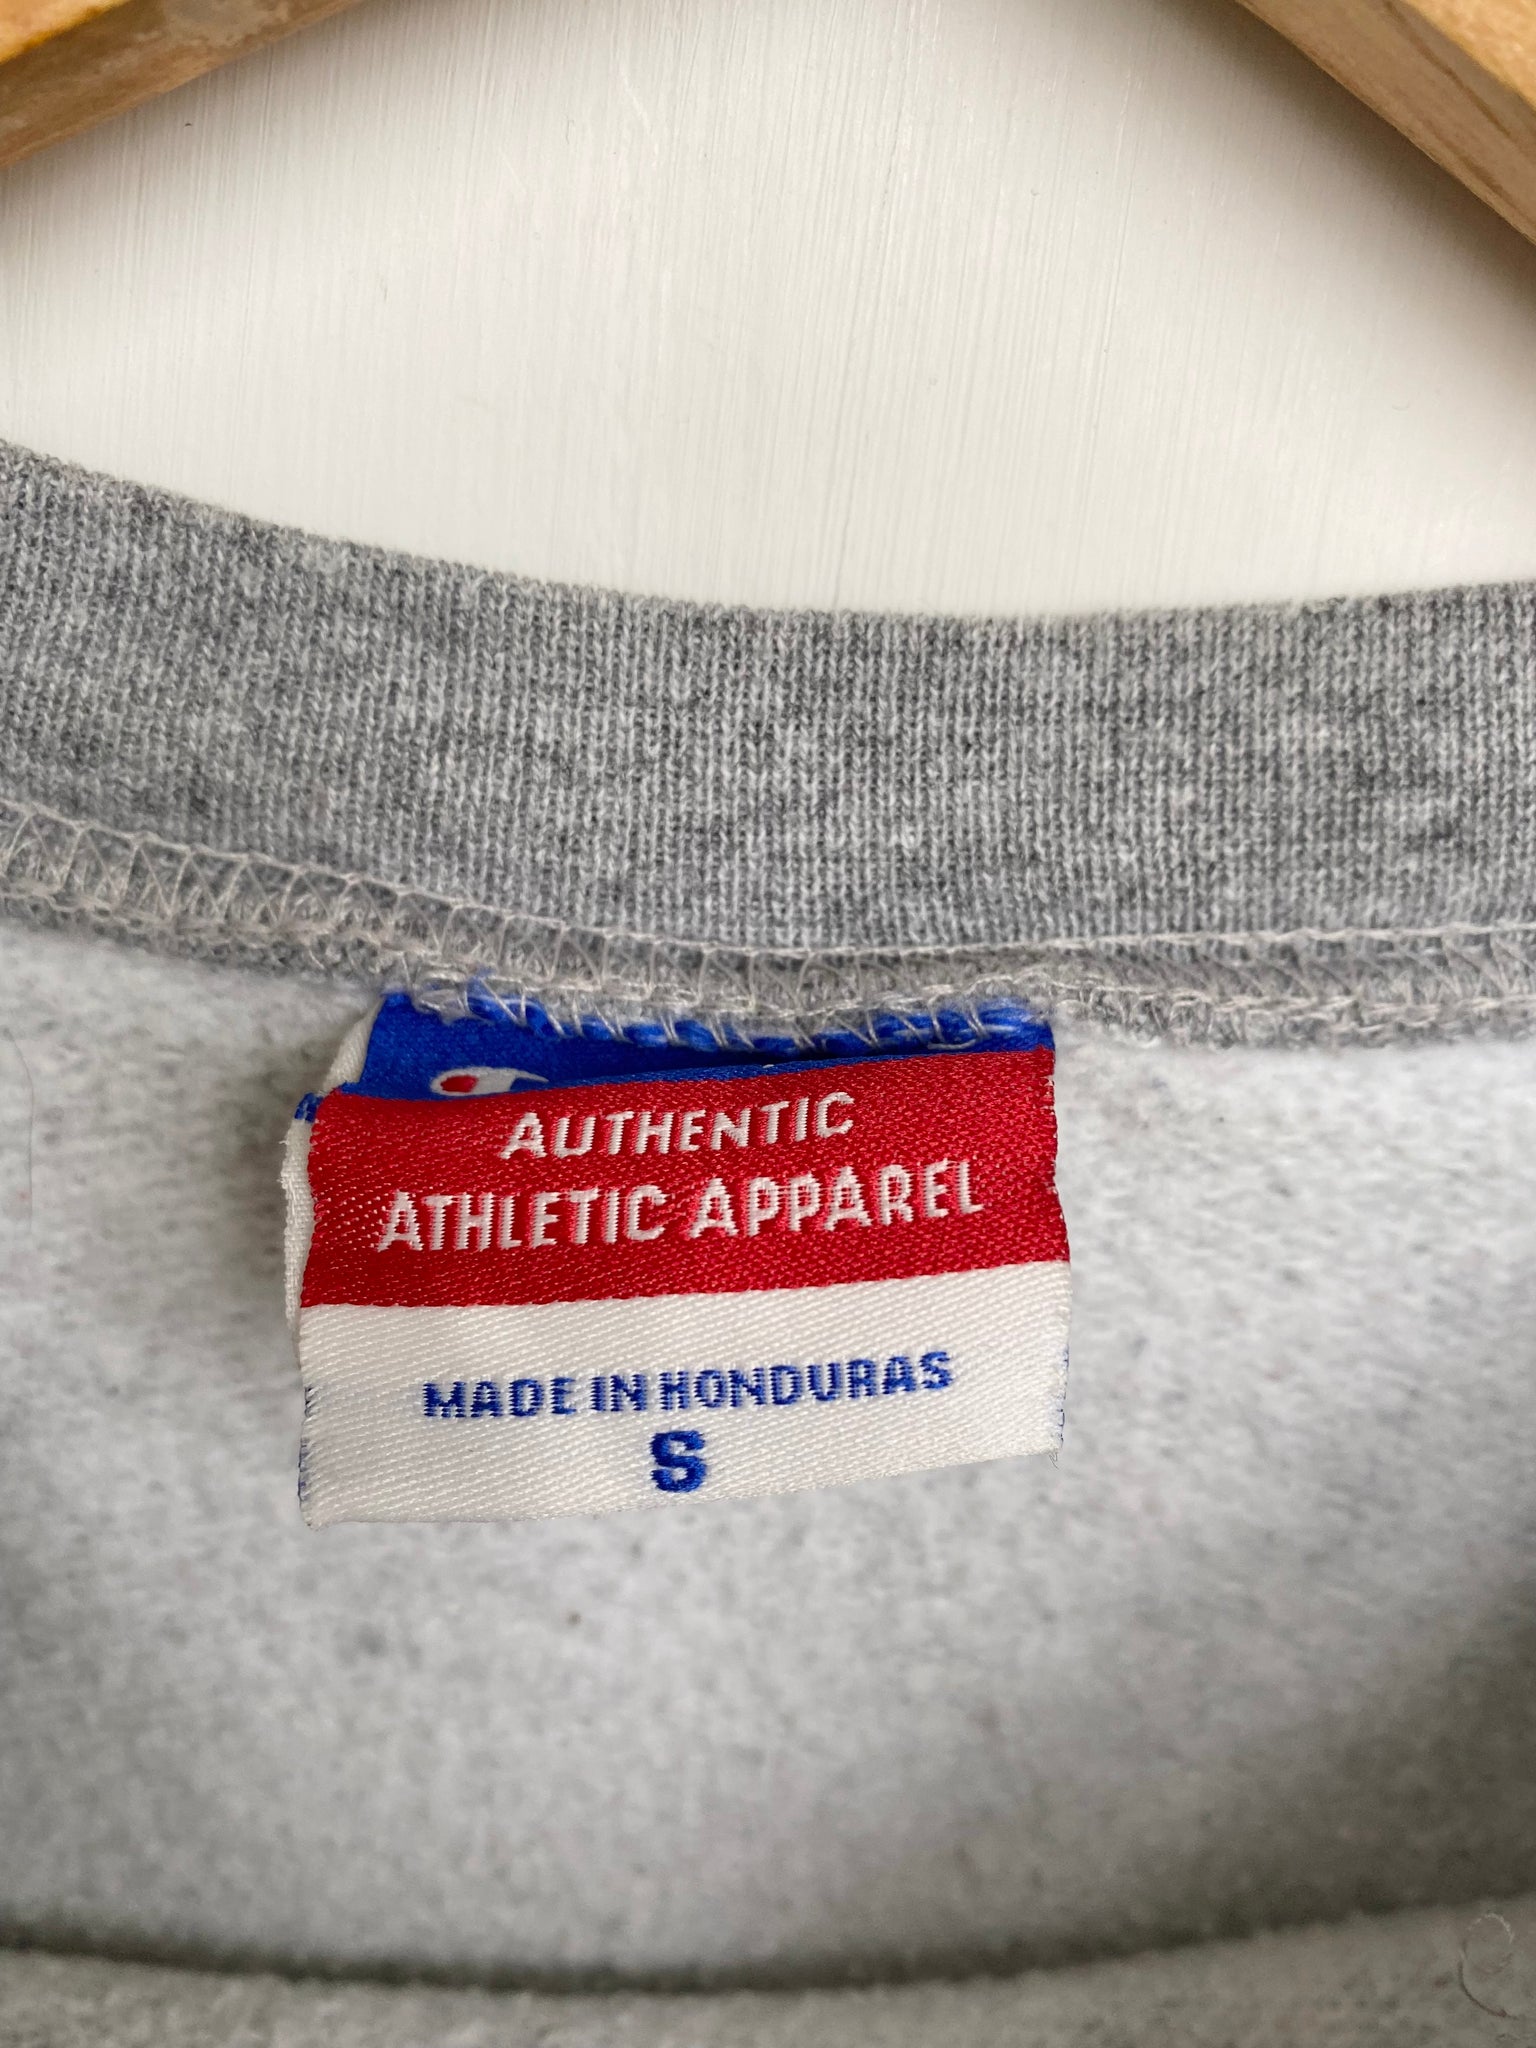 AUTHENTIC
ATHLETIC APPAREL
MADE IN HONDURAS
S